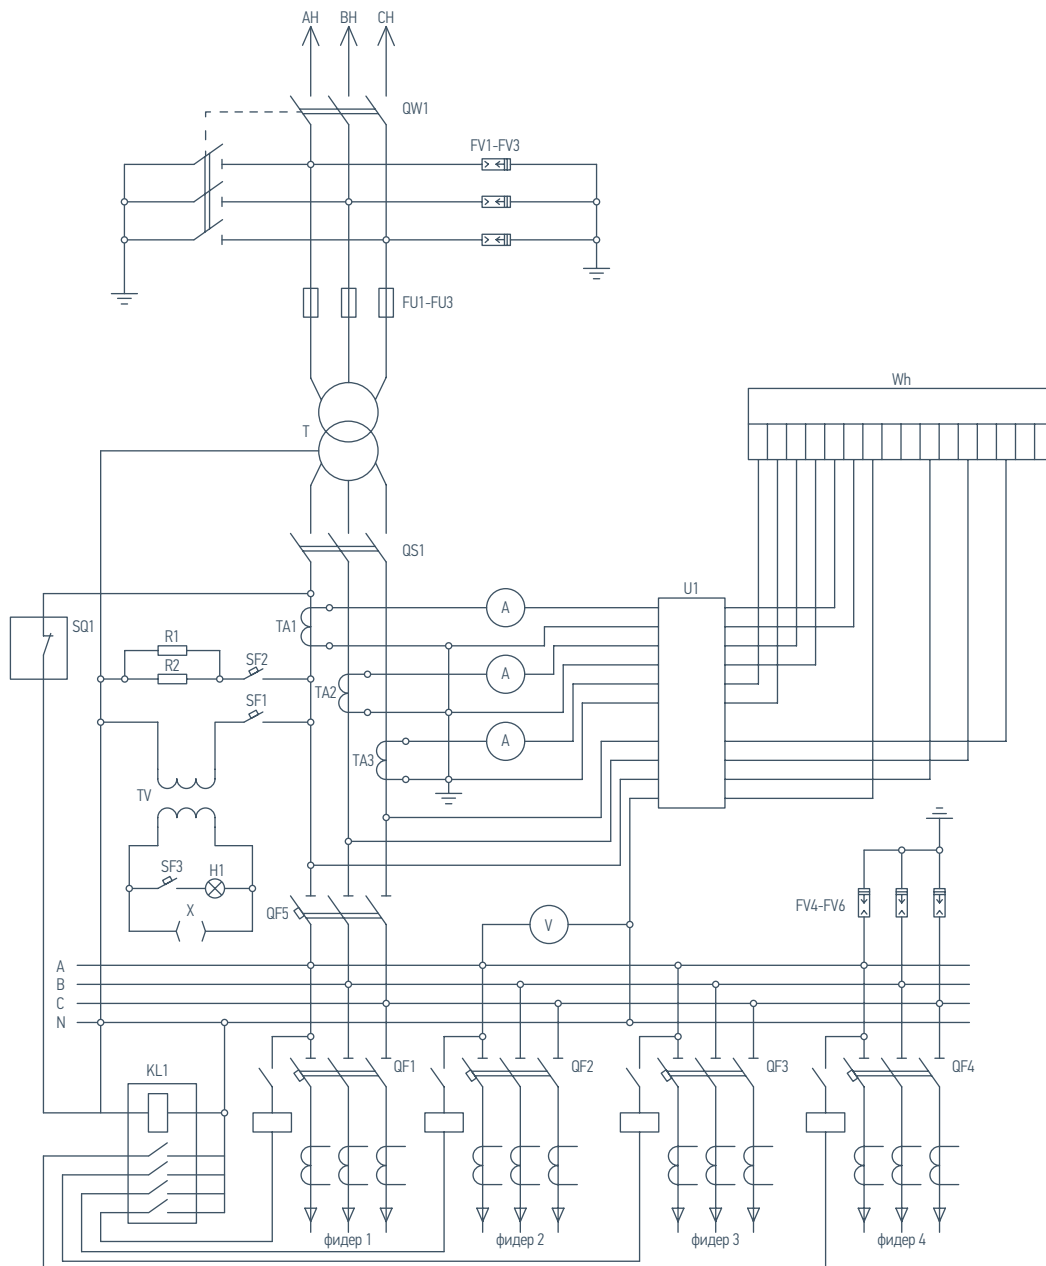 AH BH CH
QW1
FV1-FV3
FU1-FU3
Wh
T
QS1
U1
SQ1
R1
TA1
A
R2
SF2
TA2
A
SF1
TA3
A
TV
SF3
H1
X
QF5
V
FV4-FV6
A
B
C
N
KL1
QF1
QF2
QF3
QF4
фидер 1
фидер 2
фидер 3
фидер 4